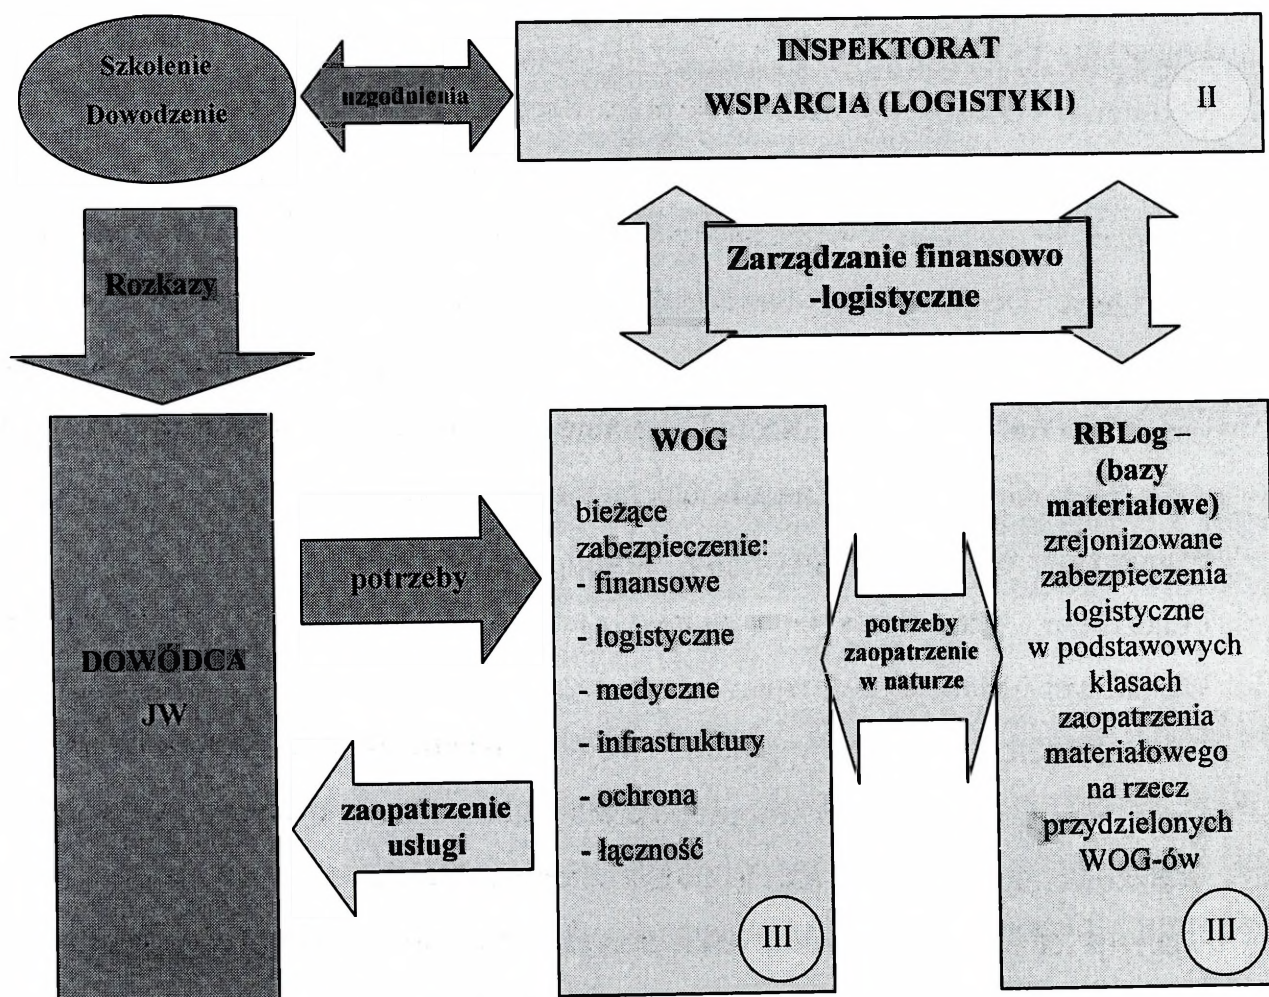 Szkolenie
Dowodzenie
uzgodnienia
INSPEKTORAT
WSPARCIA (LOGISTYKI)
II
Rozkazy
Zarządzanie finansowo
-logistyczne
DOWÓDCA
JW
potrzeby
zaopatrzenie
usługi
WOG
bieżące
zabezpieczenie:
- finansowe
- logistyczne
- medyczne
- infrastruktury
- ochrona
- łączność
III
potrzeby
zaopatrzenie
w naturze
RBLog –
(bazy
materiałowe)
zrejonizowane
zabezpieczenia
logistyczne
w podstawowych
klasach
zaopatrzenia
materiałowego
na rzecz
przydzielonych
WOG-ów
III